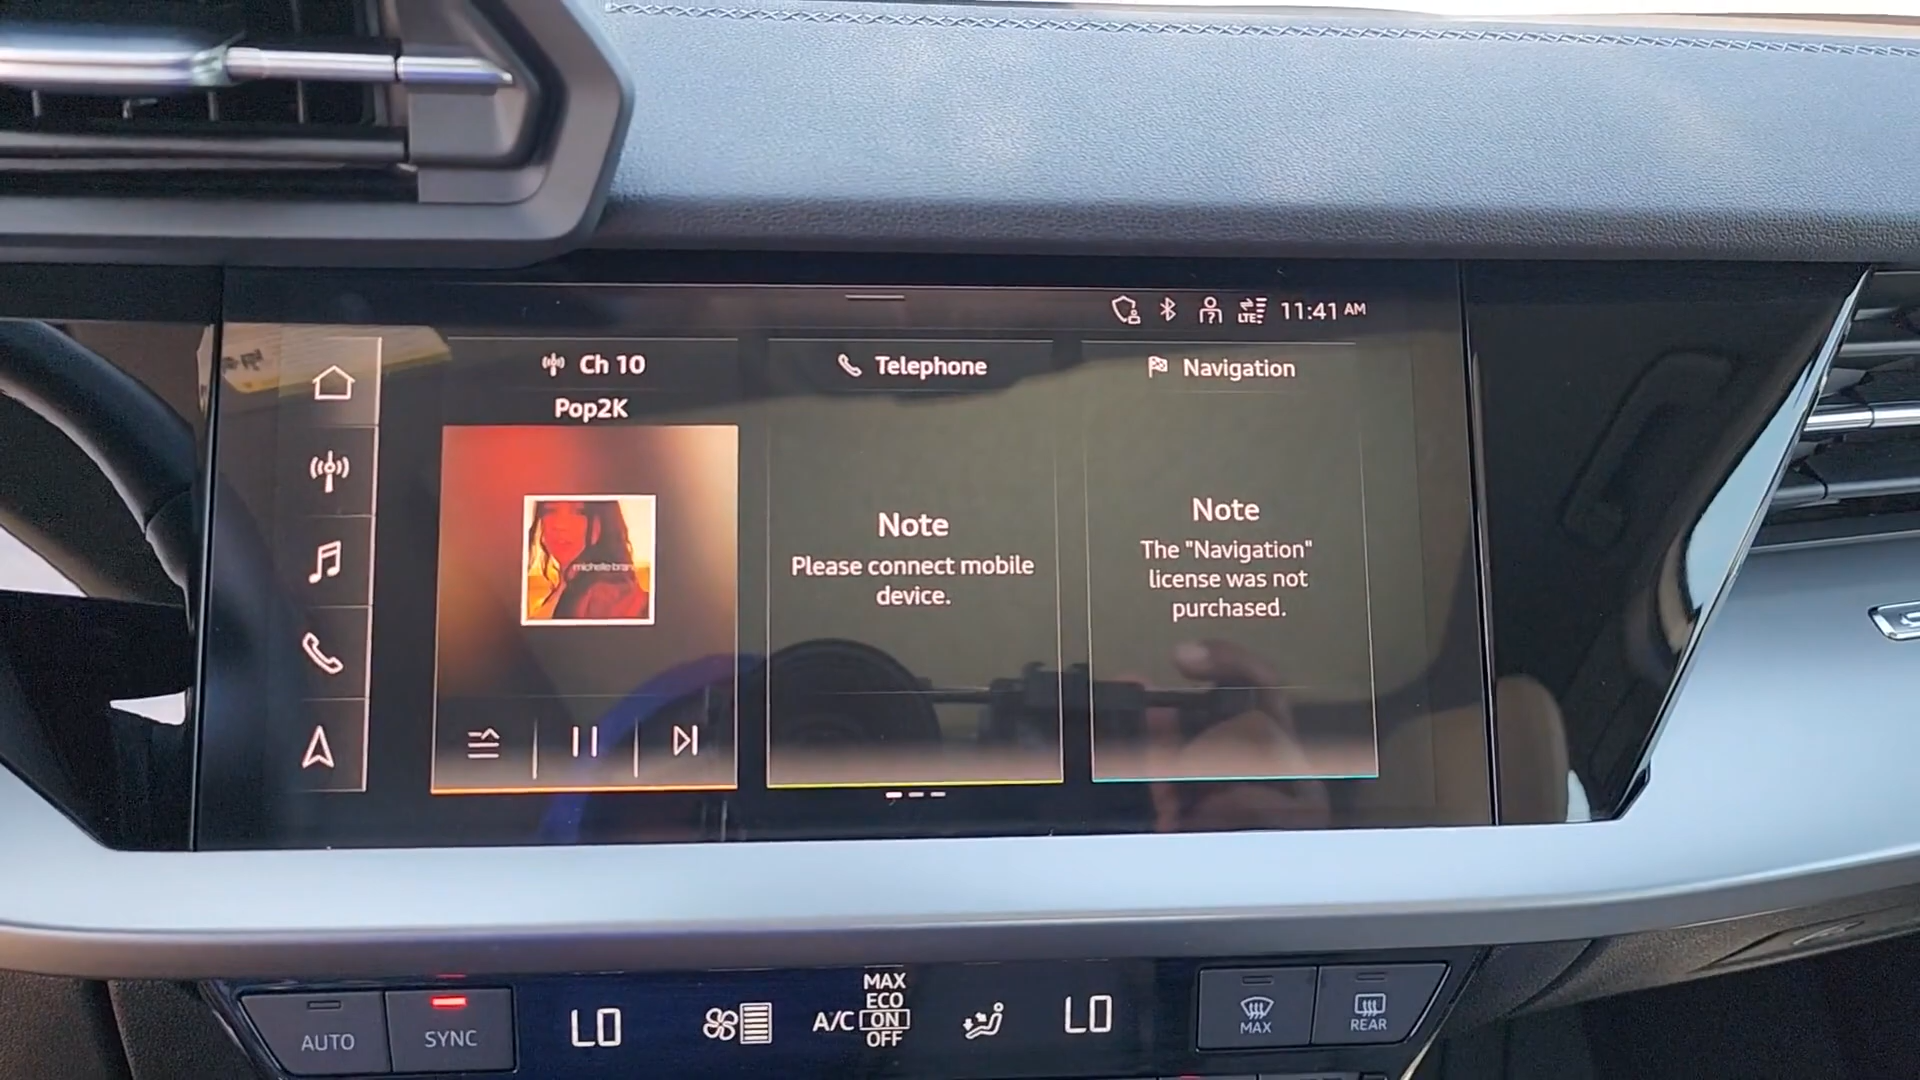 LTE 11:41 AM
Ch 10
Pop2K
Telephone
Navigation
Note
Please connect mobile
device.
Note
The "Navigation"
license was not
purchased.
AUTO
SYNC
LO
A/C
MAX
ECO
ON
OFF
LO
MAX
REAR